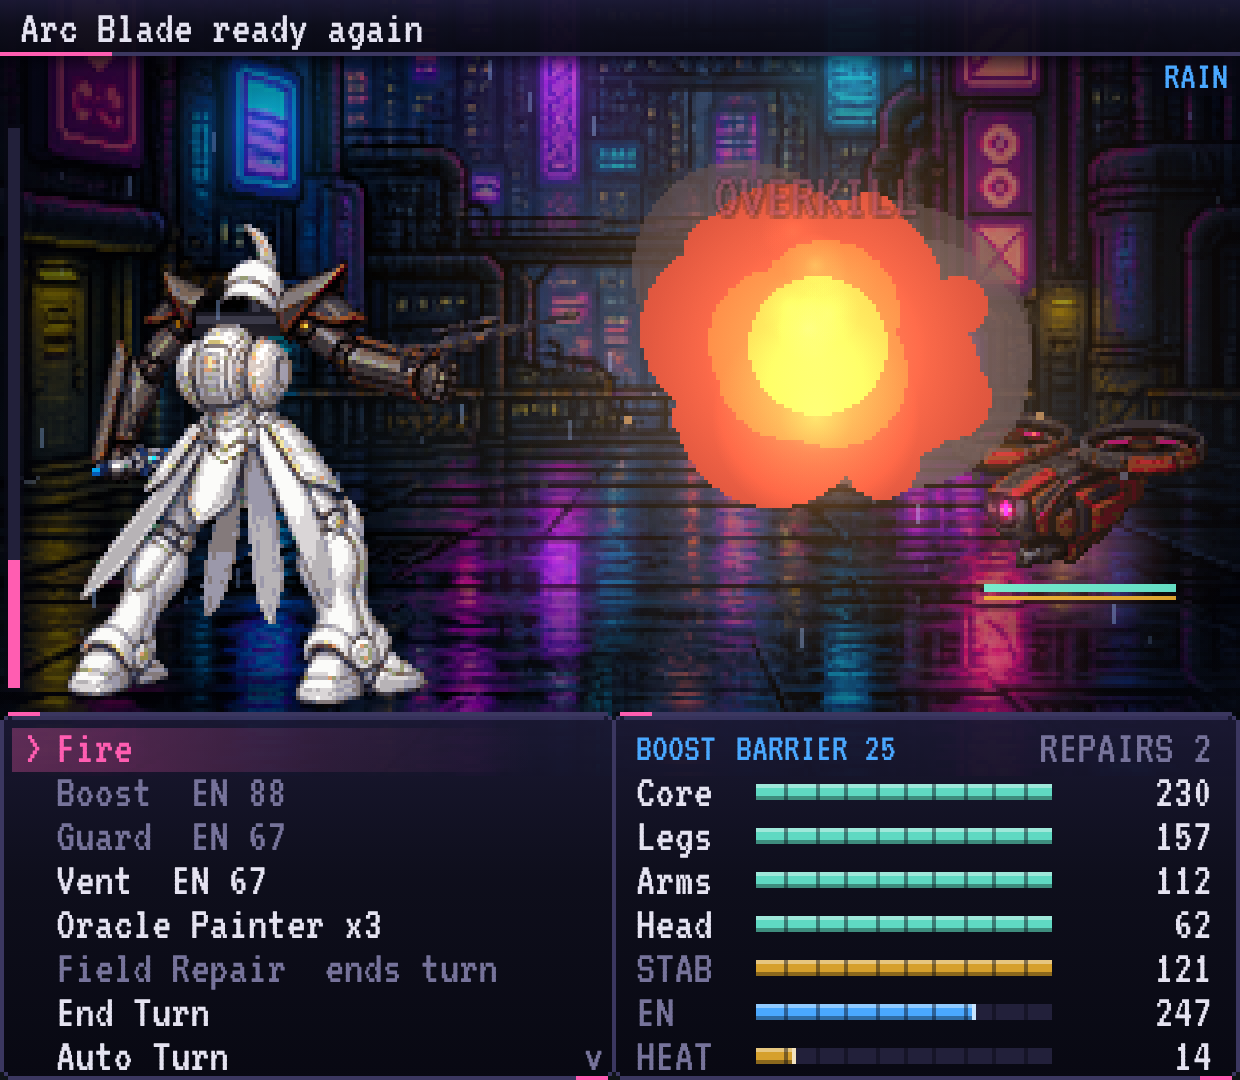 Arc Blade ready again
RAIN
OVERKILL
> Fire
Boost EN 88
Guard EN 67
Vent EN 67
Oracle Painter x3
Field Repair ends turn
End Turn
Auto Turn v
BOOST BARRIER 25 REPAIRS 2
Core 230
Legs 157
Arms 112
Head 62
STAB 121
EN 247
HEAT 14